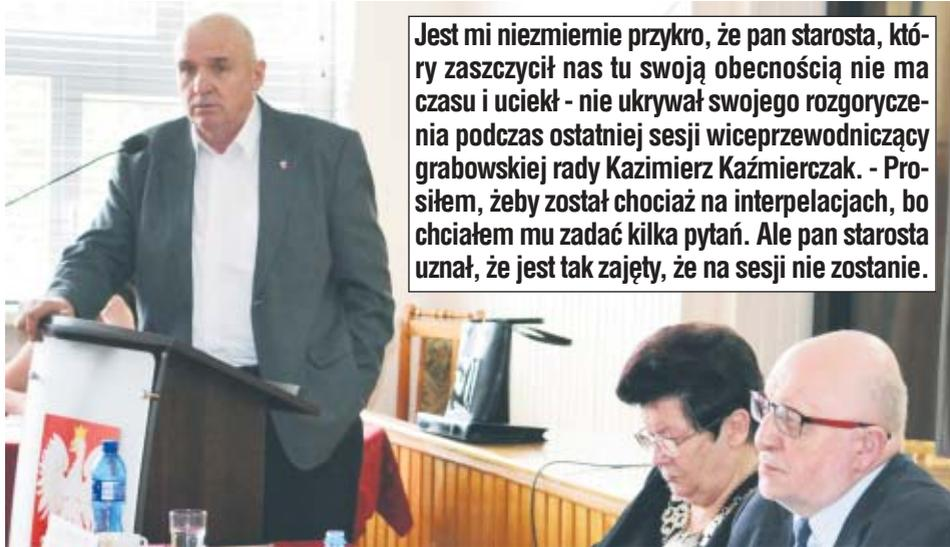 Jest mi niezmiernie przykro, że pan starosta, któ-
ry zaszczycił nas tu swoją obecnością nie ma
czasu i uciekł - nie ukrywał swojego rozgorycze-
nia podczas ostatniej sesji wiceprzewodniczący
grabowskiej rady Kazimierz Kaźmierczak. - Pro-
siłem, żeby został chociaż na interpelacjach, bo
chciałem mu zadać kilka pytań. Ale pan starosta
uznał, że jest tak zajęty, że na sesji nie zostanie.